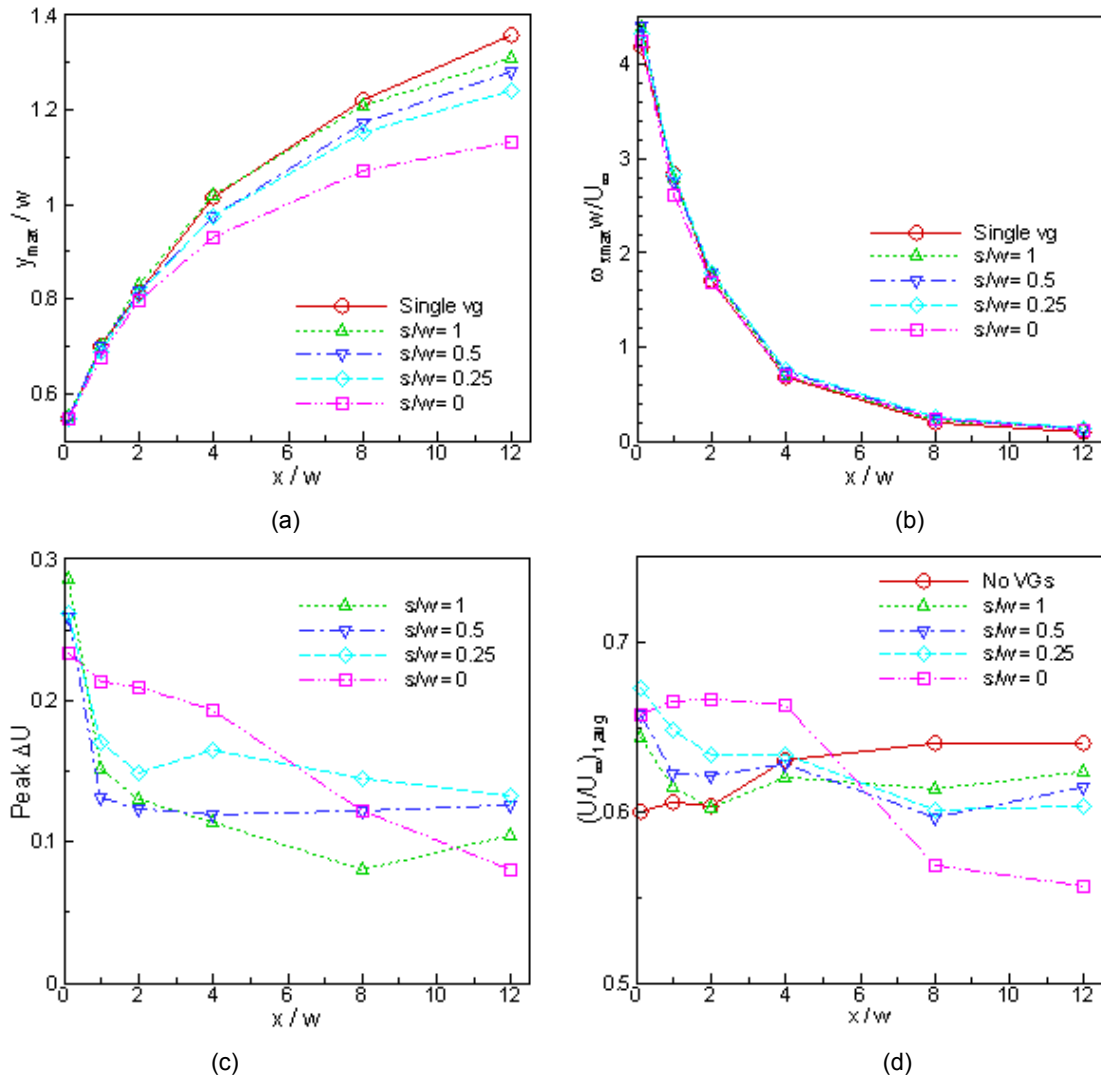 1.4
1.2
1
0.8
0.6
y_max / w
0 2 4 6 8 10 12
x / w
Single vg
s/w= 1
s/w= 0.5
s/w= 0.25
s/w= 0
(a)
4
3
2
1
0
ω_xmax w/U_∞
0 2 4 6 8 10 12
x / w
Single vg
s/w= 1
s/w= 0.5
s/w= 0.25
s/w= 0
(b)
0.3
0.2
0.1
0
Peak ΔU
0 2 4 6 8 10 12
x / w
s/w= 1
s/w= 0.5
s/w= 0.25
s/w= 0
(c)
0.7
0.6
0.5
(U/U_∞)_1,aug
0 2 4 6 8 10 12
x/w
No VGs
s/w= 1
s/w= 0.5
s/w= 0.25
s/w= 0
(d)